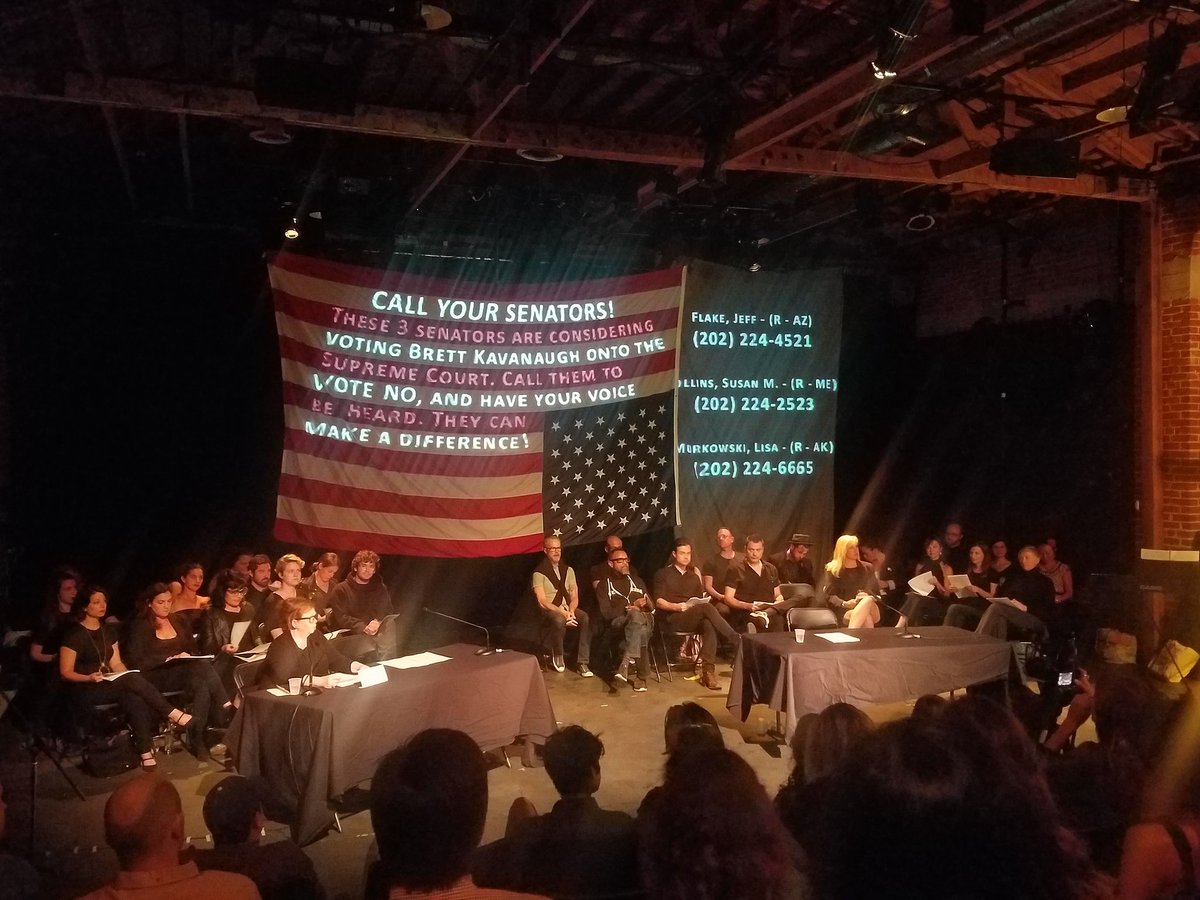 CALL YOUR SENATORS!
THESE 3 SENATORS ARE CONSIDERING
VOTING BRETT KAVANAUGH ONTO THE
SUPREME COURT. CALL THEM TO
VOTE NO, AND HAVE YOUR VOICE
BE HEARD. THEY CAN
MAKE A DIFFERENCE!
FLAKE, JEFF - (R - AZ)
(202) 224-4521
OLLINS, SUSAN M. - (R - ME)
(202) 224-2523
MURKOWSKI, LISA - (R - AK)
(202) 224-6665